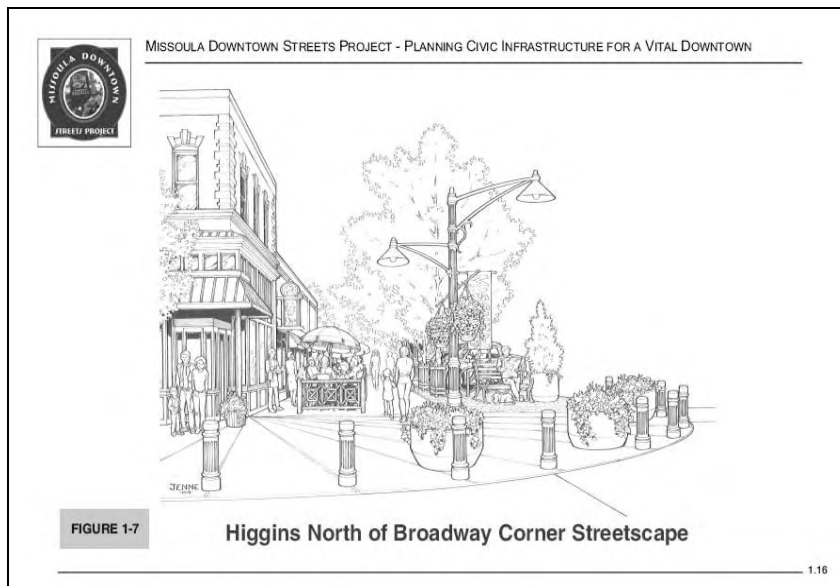 MISSOULA DOWNTOWN STREETS PROJECT - PLANNING CIVIC INFRASTRUCTURE FOR A VITAL DOWNTOWN
MISSOULA DOWNTOWN
STREETS PROJECT
JENNE
FIGURE 1-7
Higgins North of Broadway Corner Streetscape
1.16